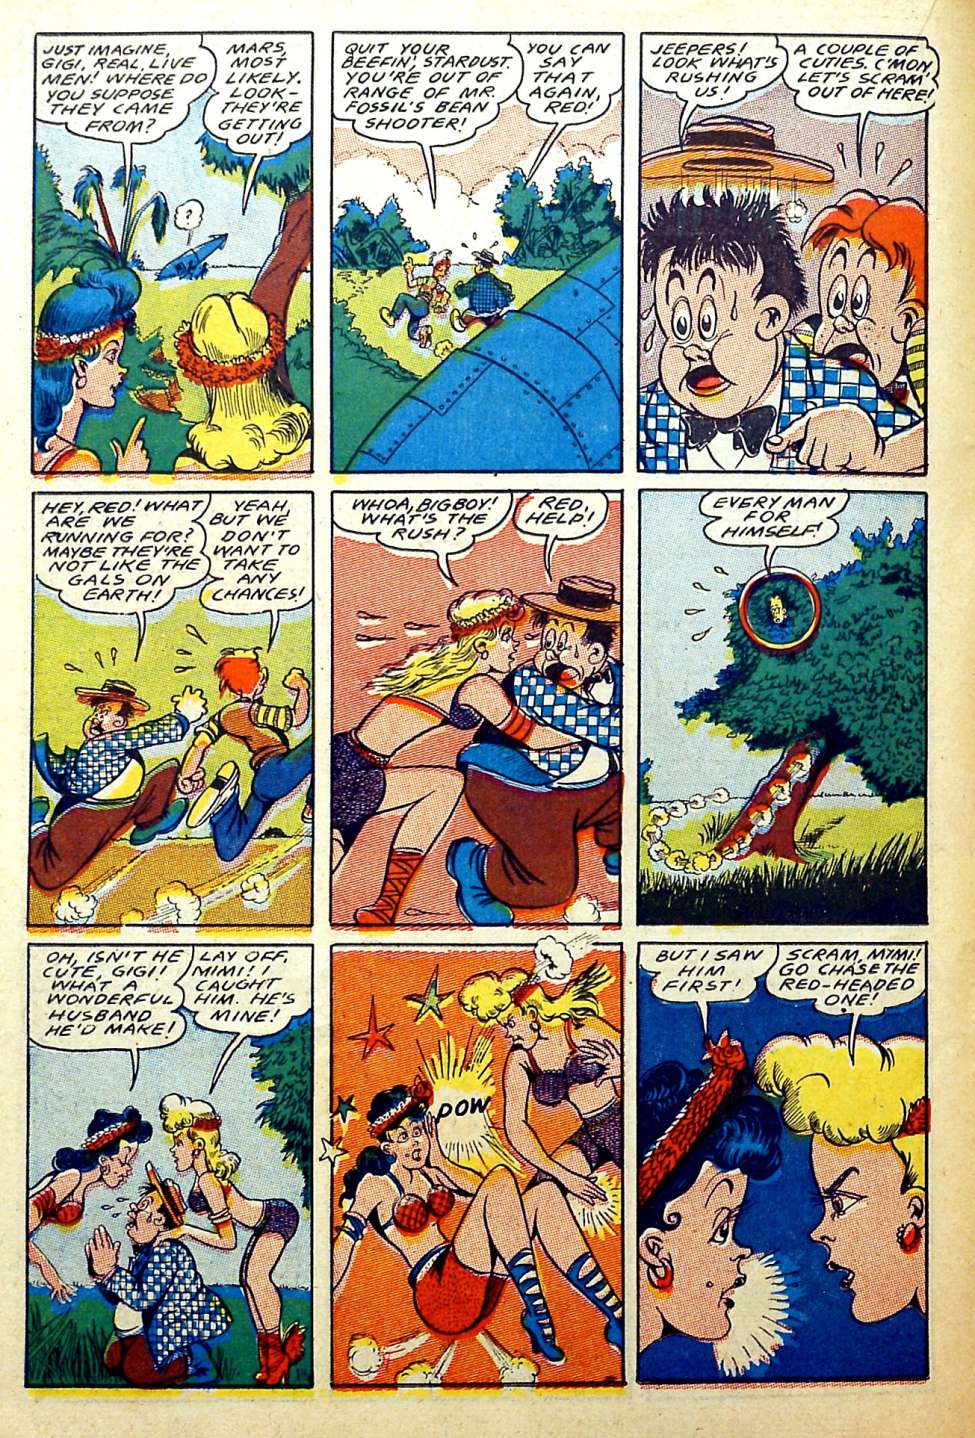 JUST IMAGINE,
GIGI, REAL, LIVE
MEN! WHERE DO
YOU SUPPOSE
THEY CAME
FROM?
MARS,
MOST
LIKELY.
LOOK-
THEY'RE
GETTING
OUT!
?
QUIT YOUR
BEEFIN', STARDUST.
YOU'RE OUT OF
RANGE OF MR.
FOSSIL'S BEAN
SHOOTER!
YOU CAN
SAY
THAT
AGAIN,
RED!
JEEPERS!
LOOK WHAT'S
RUSHING
US!
A COUPLE OF
CUTIES. C'MON,
LET'S SCRAM
OUT OF HERE!
HEY, RED! WHAT
ARE WE
RUNNING FOR?
MAYBE THEY'RE
NOT LIKE THE
GALS ON
EARTH!
YEAH,
BUT WE
DON'T
WANT TO
TAKE
ANY
CHANCES!
WHOA, BIG BOY!
WHAT'S THE
RUSH?
RED,
HELP!
EVERY MAN
FOR
HIMSELF!
OH, ISN'T HE
CUTE, GIGI!
WHAT A
WONDERFUL
HUSBAND
HE'D MAKE!
LAY OFF,
MIMI! I
CAUGHT
HIM. HE'S
MINE!
POW
BUT I SAW
HIM
FIRST!
SCRAM, MYMI!
GO CHASE THE
RED-HEADED
ONE!